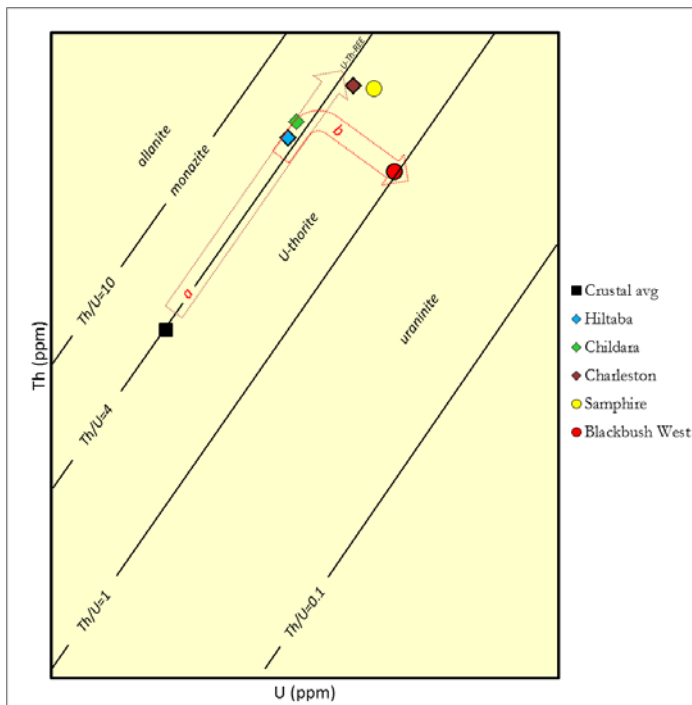 U-Th-REE
allanite
monazite
b
U-thorite
Th/U=10
a
uraninite
Th (ppm)
Th/U=4
Th/U=1
Th/U=0.1
U (ppm)
Crustal avg
Hiltaba
Childara
Charleston
Samphire
Blackbush West